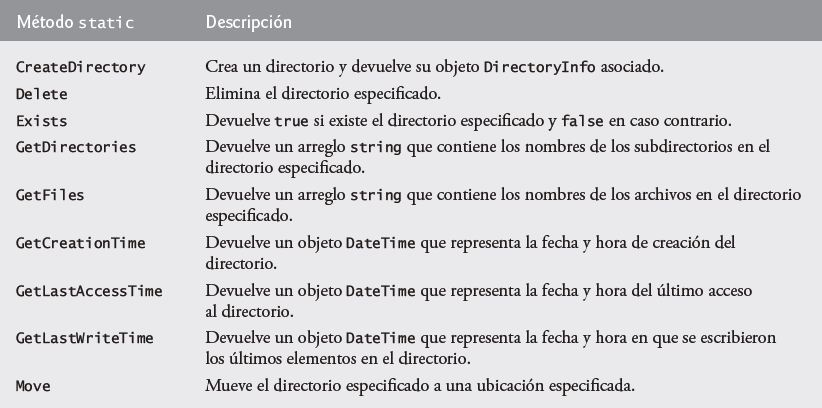 Método static Descripción
CreateDirectory Crea un directorio y devuelve su objeto DirectoryInfo asociado.
Delete Elimina el directorio especificado.
Exists Devuelve true si existe el directorio especificado y false en caso contrario.
GetDirectories Devuelve un arreglo string que contiene los nombres de los subdirectorios en el
directorio especificado.
GetFiles Devuelve un arreglo string que contiene los nombres de los archivos en el directorio
especificado.
GetCreationTime Devuelve un objeto DateTime que representa la fecha y hora de creación del
directorio.
GetLastAccessTime Devuelve un objeto DateTime que representa la fecha y hora del último acceso
al directorio.
GetLastWriteTime Devuelve un objeto DateTime que representa la fecha y hora en que se escribieron
los últimos elementos en el directorio.
Move Mueve el directorio especificado a una ubicación especificada.